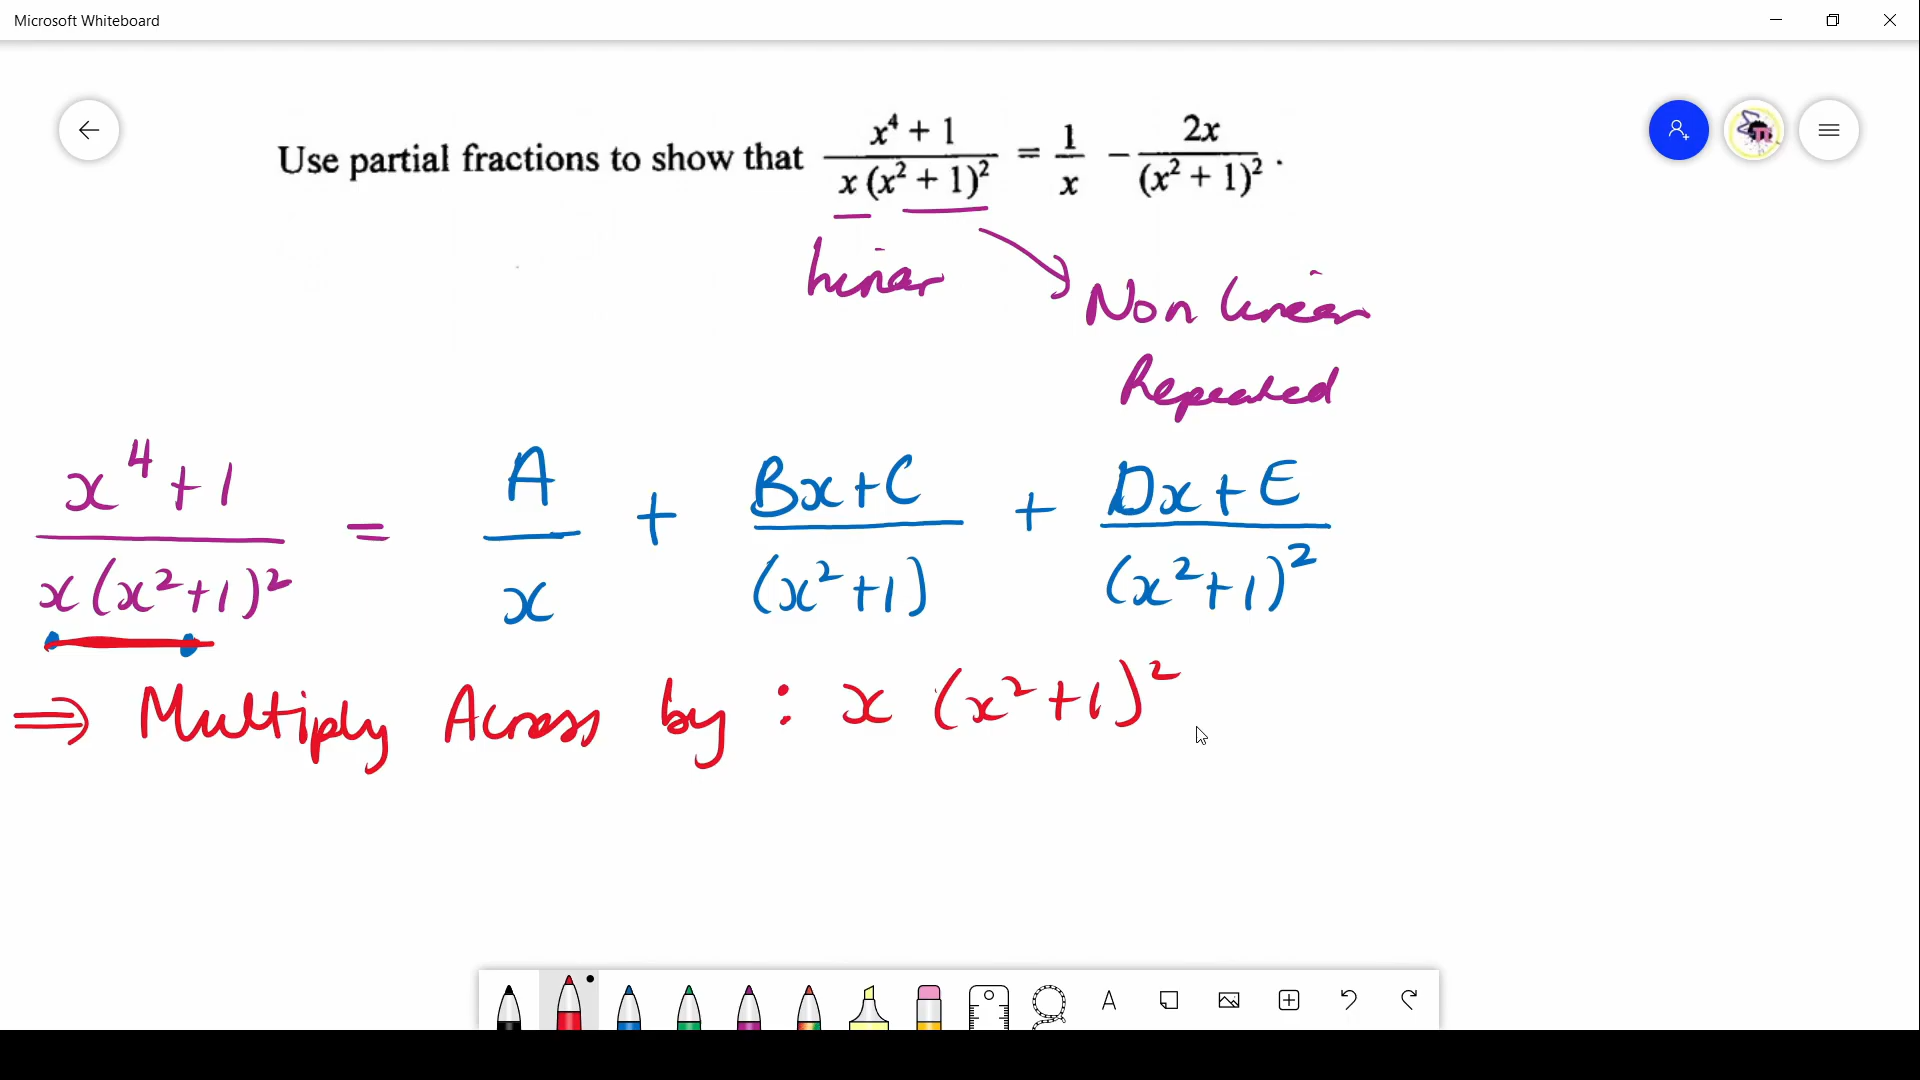 Microsoft Whiteboard
Use partial fractions to show that (x⁴ + 1)/(x (x² + 1)²) = 1/x − 2x/(x² + 1)².
linear
Non linear
Repeated
(x⁴+1)/(x(x²+1)²) = A/x + (Bx+C)/(x²+1) + (Dx+E)/(x²+1)²
⇒ Multiply Across by : x (x²+1)²
A